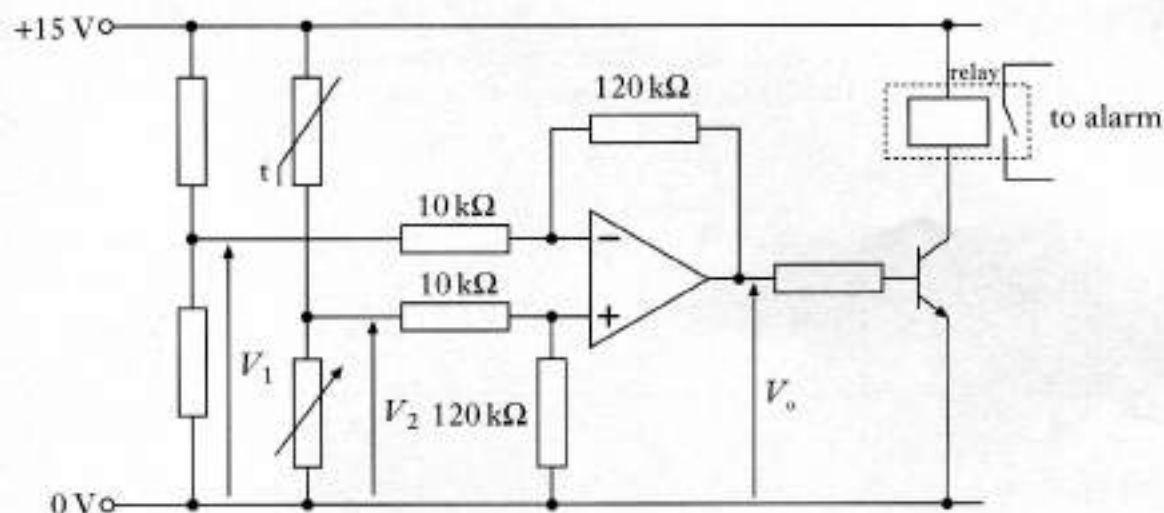 +15 V
relay
120 kΩ
to alarm
t
10 kΩ
10 kΩ
V1
V2
120 kΩ
Vo
0 V
− 
+